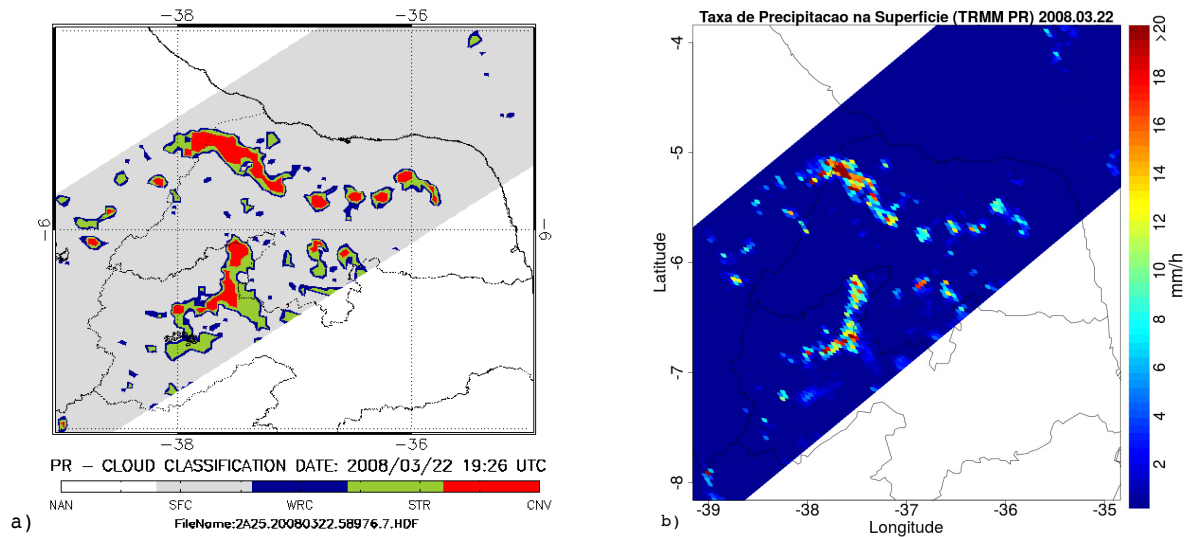 -38 -36
-6 -6
-38 -36
PR - CLOUD CLASSIFICATION DATE: 2008/03/22 19:26 UTC
NAN SFC WRC STR CNV
a) FileName:2A25.20080322.58976.7.HDF
Taxa de Precipitacao na Superficie (TRMM PR) 2008.03.22
Latitude
-4
-5
-6
-7
-8
-39 -38 -37 -36 -35
b) Longitude
>20
18
16
14
12
10
8
6
4
2
mm/h